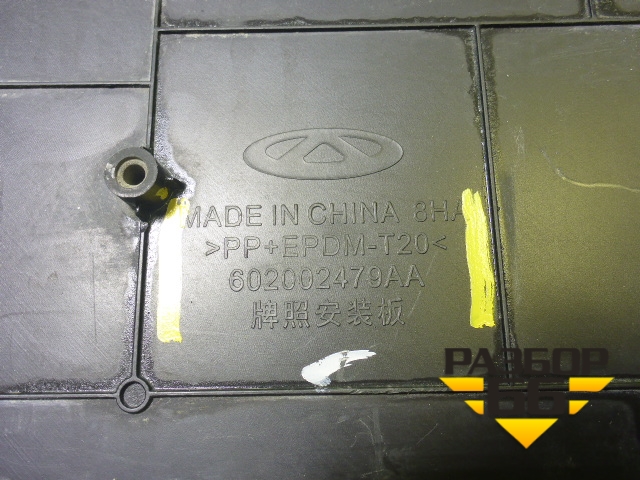 MADE IN CHINA 8HA
>PP+EPDM-T20<
602002479AA
牌照安装板
РАЗБОР
66